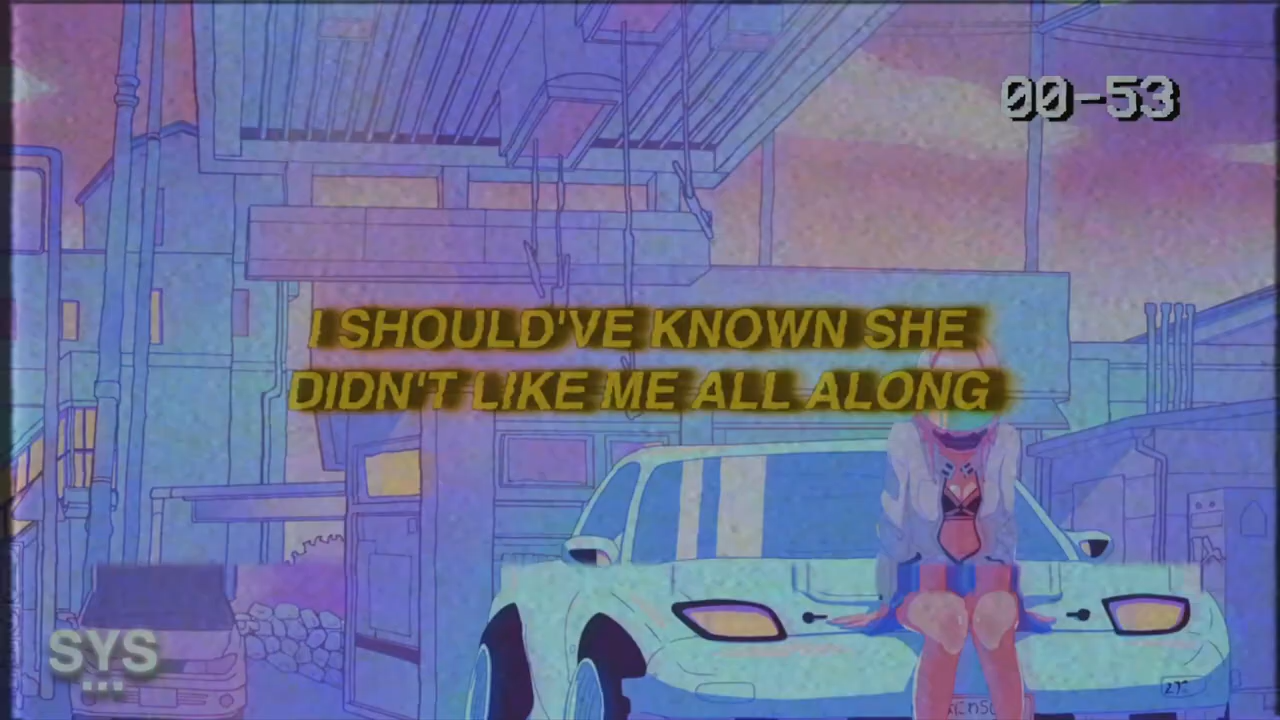 00-53
I SHOULD'VE KNOWN SHE
DIDN'T LIKE ME ALL ALONG
SYS
...